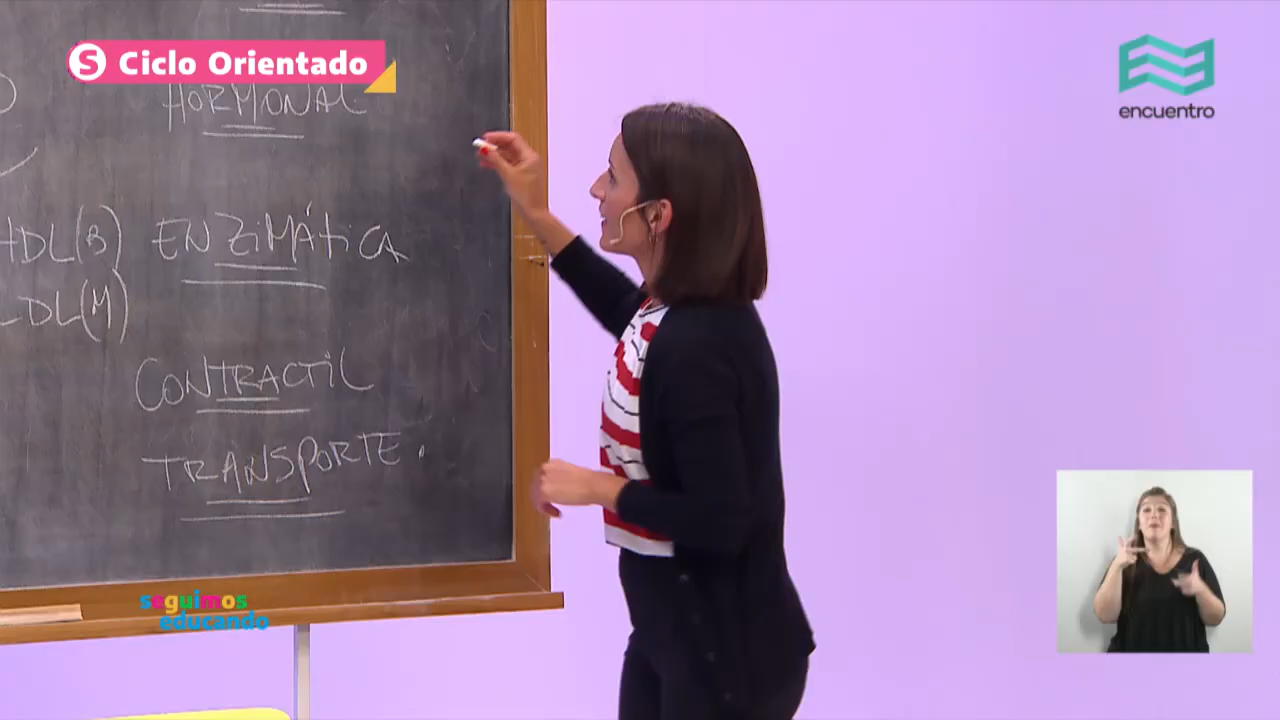 S Ciclo Orientado
encuentro
HORMONAL
HDL(B) ENZIMÁTICA
LDL(M)
CONTRACTIL
TRANSPORTE.
seguimos
educando